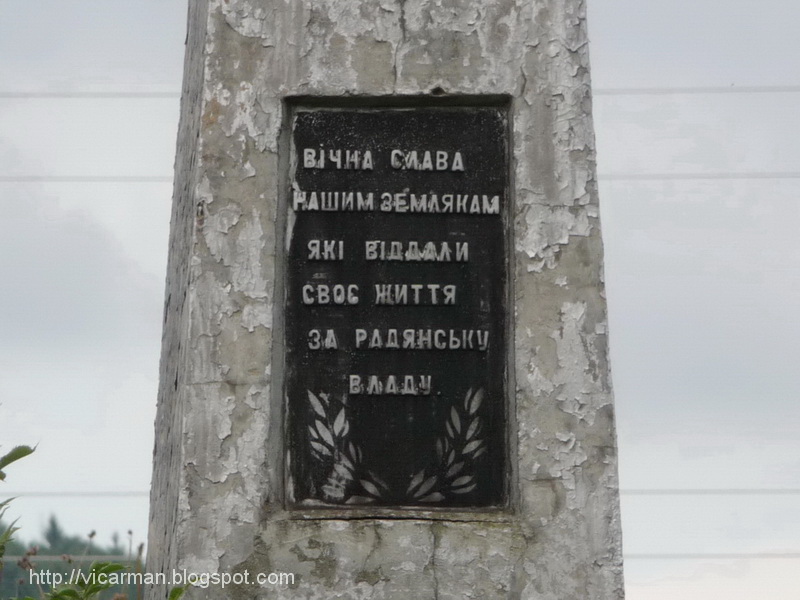 ВІЧНА СЛАВА
НАШИМ ЗЕМЛЯКАМ
ЯКІ ВІДДАЛИ
СВОЄ ЖИТТЯ
ЗА РАДЯНСЬКУ
ВЛАДУ.
http://vicarman.blogspot.com